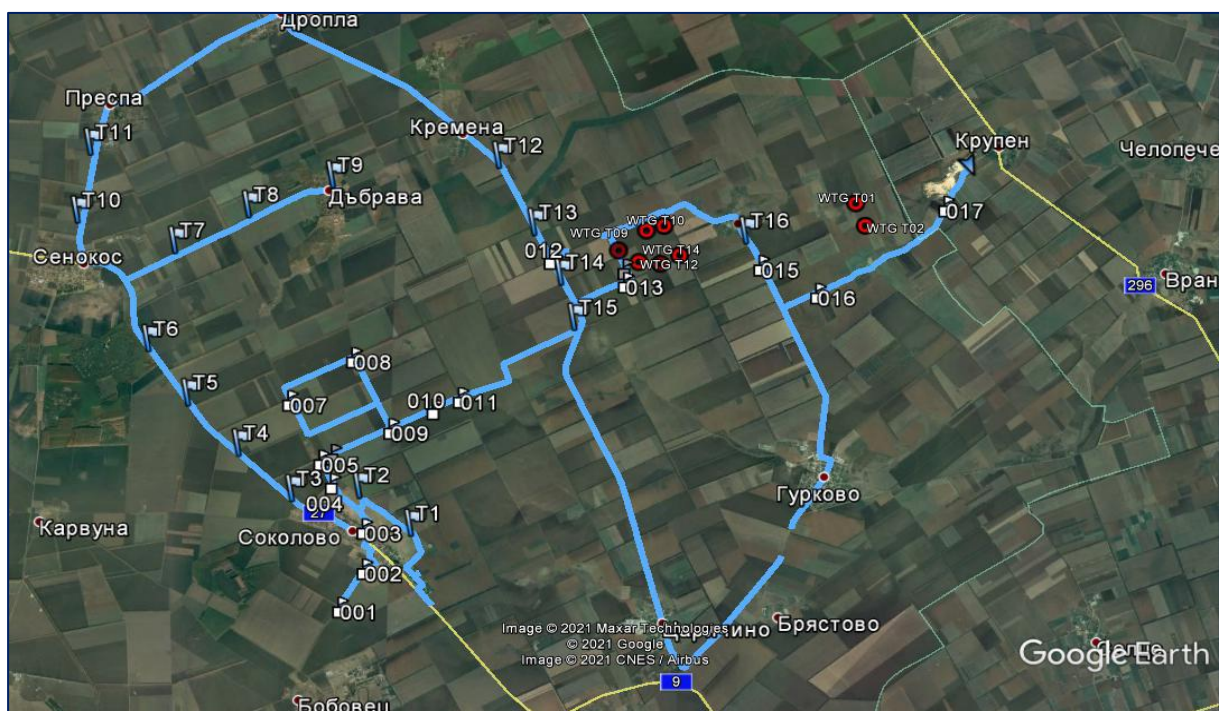 Дропла
Преспа
T11
Кремена
T12
Крупен
Челопече
T9
Дъбрава
T8
T10
T7
Сенокос
T13
WTG T10
WTG T09
WTG T01
WTG T02
017
T16
012
T14
WTG T14
WTG T12
013
015
016
296
Вран
T15
T6
008
T5
007
010
011
009
T4
005
T3
T2
004
27
T1
Гурково
Карвуна
Соколово
003
002
001
Брястово
Image © 2021 Maxar Technologies
© 2021 Google
Image © 2021 CNES / Airbus
Google Earth
9
Бобовец